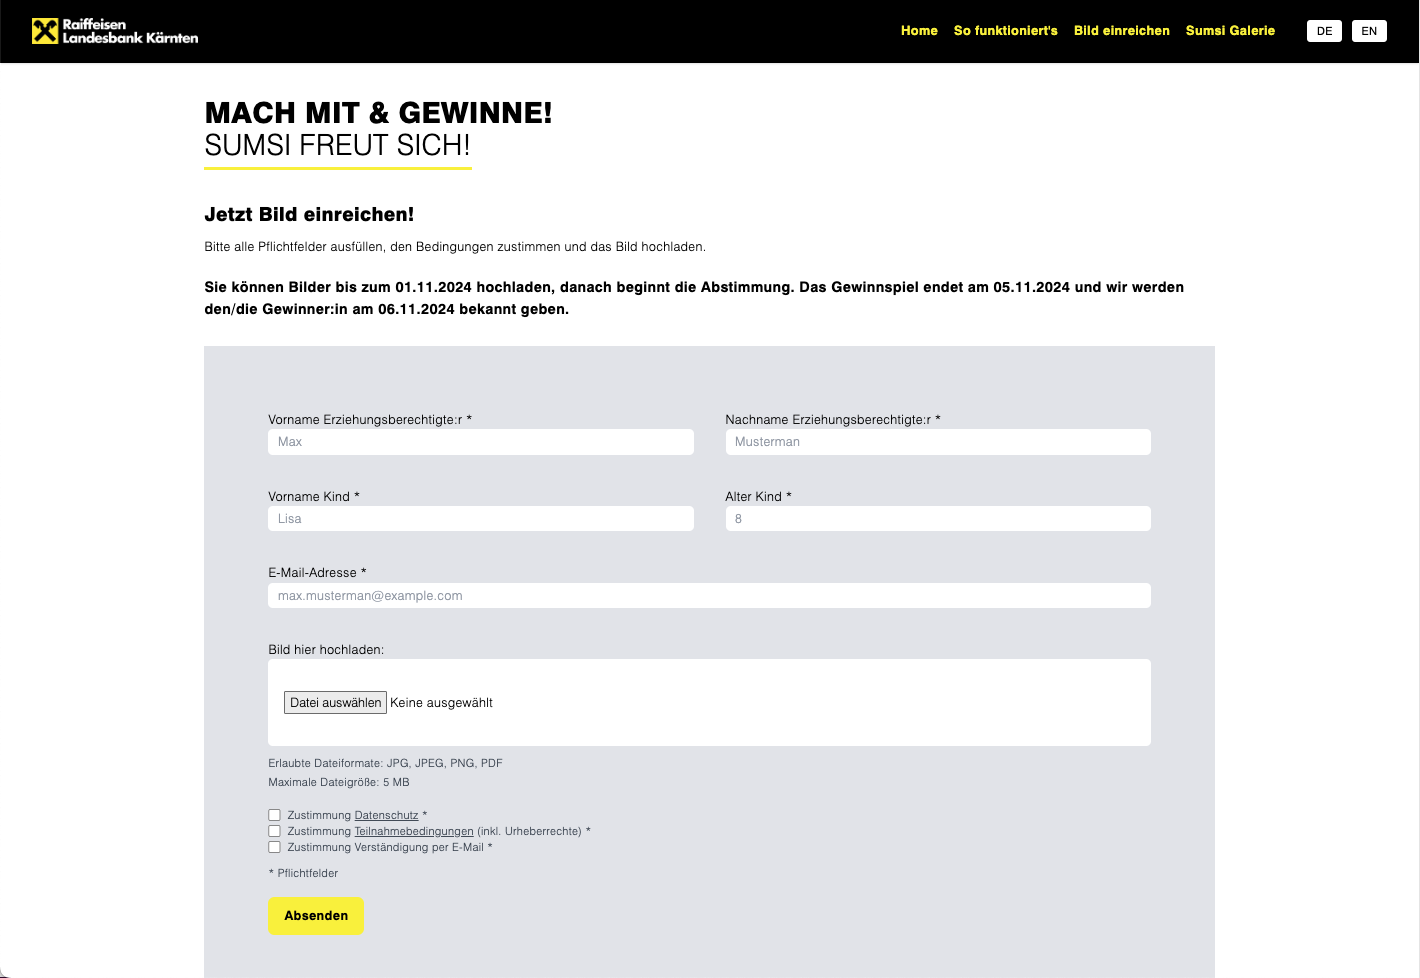 Raiffeisen
Landesbank Kärnten
Home So funktioniert's Bild einreichen Sumsi Galerie DE EN
MACH MIT & GEWINNE!
SUMSI FREUT SICH!
Jetzt Bild einreichen!
Bitte alle Pflichtfelder ausfüllen, den Bedingungen zustimmen und das Bild hochladen.
Sie können Bilder bis zum 01.11.2024 hochladen, danach beginnt die Abstimmung. Das Gewinnspiel endet am 05.11.2024 und wir werden
den/die Gewinner:in am 06.11.2024 bekannt geben.
Vorname Erziehungsberechtigte:r * Nachname Erziehungsberechtigte:r *
Max Musterman
Vorname Kind * Alter Kind *
Lisa 8
E-Mail-Adresse *
max.musterman@example.com
Bild hier hochladen:
Datei auswählen Keine ausgewählt
Erlaubte Dateiformate: JPG, JPEG, PNG, PDF
Maximale Dateigröße: 5 MB
Zustimmung Datenschutz *
Zustimmung Teilnahmebedingungen (inkl. Urheberrechte) *
Zustimmung Verständigung per E-Mail *
* Pflichtfelder
Absenden